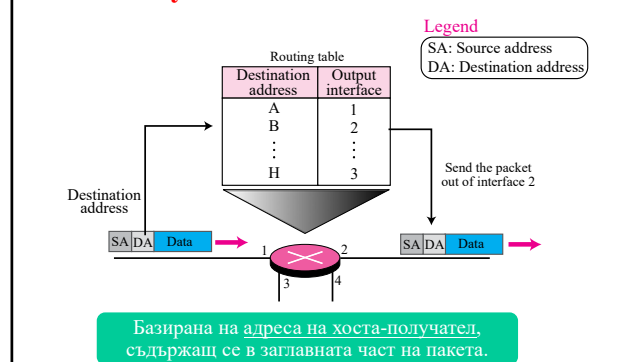 Legend
SA: Source address
DA: Destination address
Routing table
Destination address
Output interface
A 1
B 2
⋮ ⋮
H 3
Destination
address
Send the packet
out of interface 2
SA DA Data
SA DA Data
1
2
3
4
Базирана на адреса на хоста-получател,
съдържащ се в заглавната част на пакета.